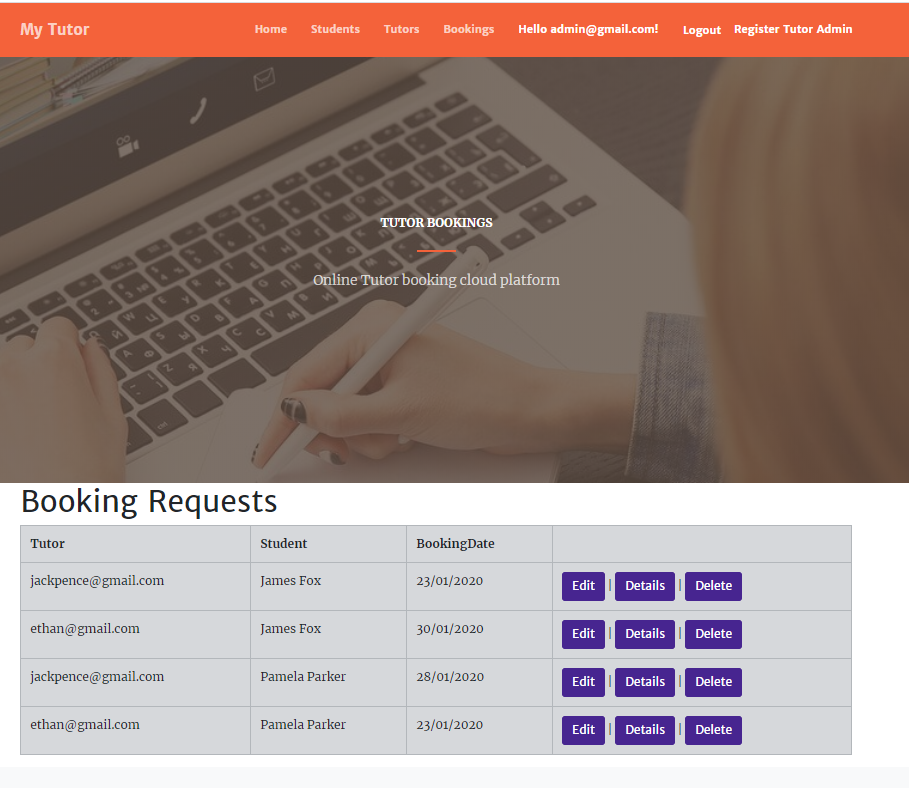 My Tutor Home Students Tutors Bookings Hello admin@gmail.com! Logout Register Tutor Admin
TUTOR BOOKINGS
Online Tutor booking cloud platform
Booking Requests
Tutor Student BookingDate
jackpence@gmail.com James Fox 23/01/2020 Edit | Details | Delete
ethan@gmail.com James Fox 30/01/2020 Edit | Details | Delete
jackpence@gmail.com Pamela Parker 28/01/2020 Edit | Details | Delete
ethan@gmail.com Pamela Parker 23/01/2020 Edit | Details | Delete